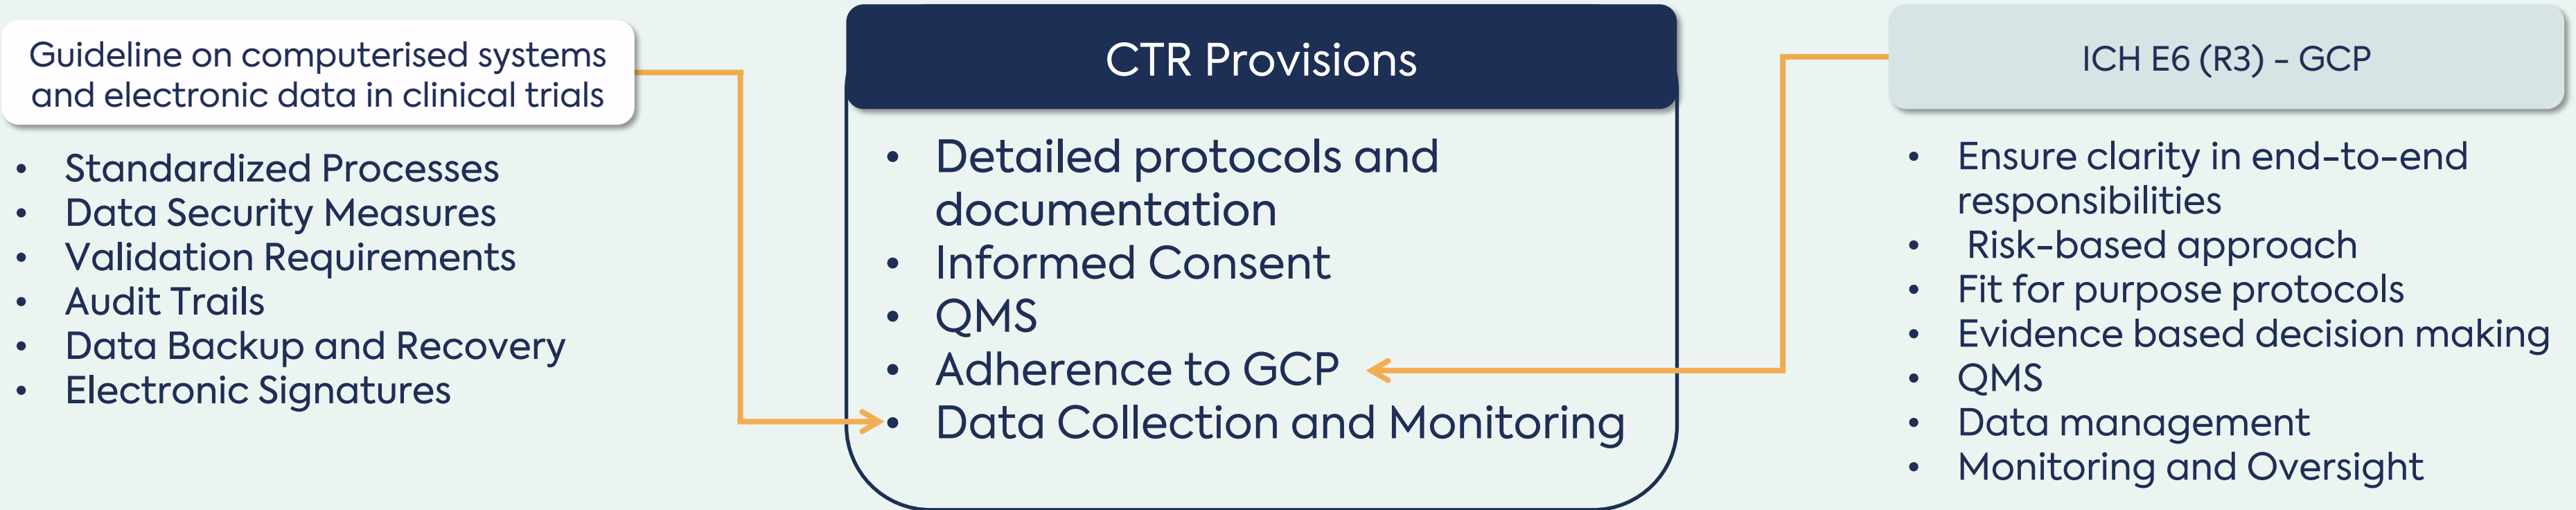 Guideline on computerised systems
and electronic data in clinical trials
• Standardized Processes
• Data Security Measures
• Validation Requirements
• Audit Trails
• Data Backup and Recovery
• Electronic Signatures
CTR Provisions
• Detailed protocols and
documentation
• Informed Consent
• QMS
• Adherence to GCP
• Data Collection and Monitoring
ICH E6 (R3) - GCP
• Ensure clarity in end-to-end
responsibilities
• Risk-based approach
• Fit for purpose protocols
• Evidence based decision making
• QMS
• Data management
• Monitoring and Oversight